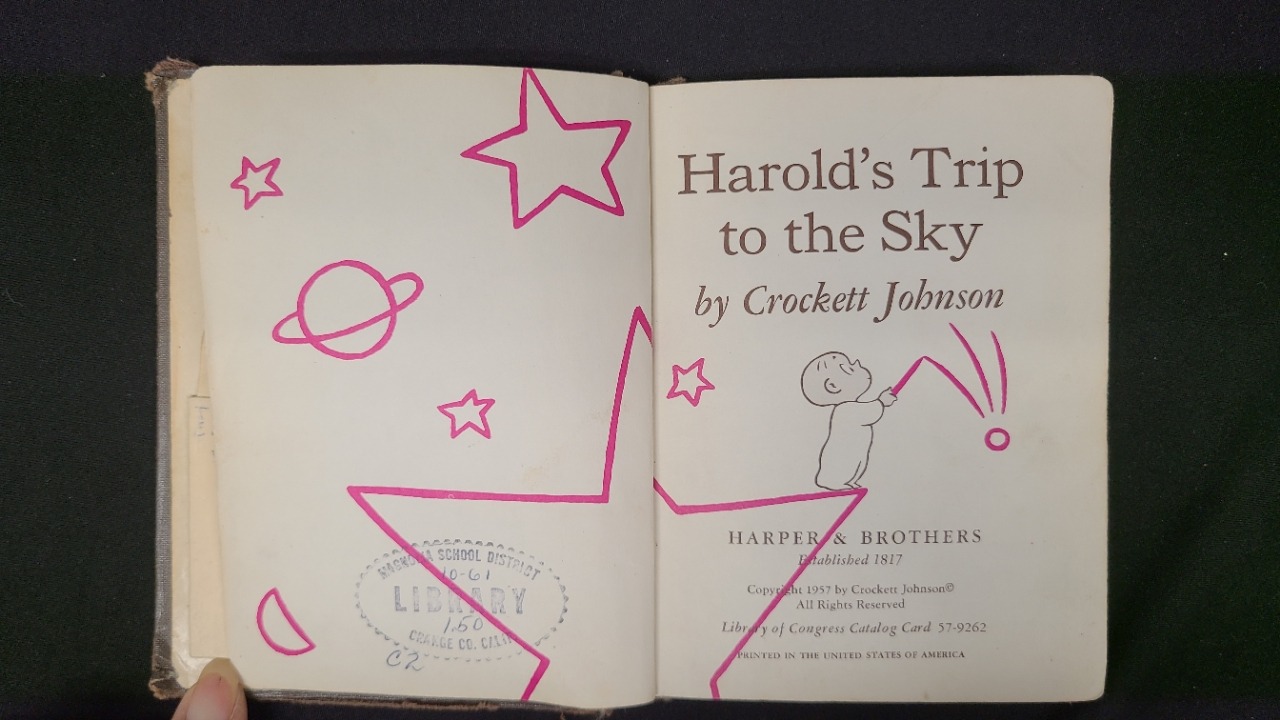 MAGNOLIA SCHOOL DISTRICT
10-61
LIBRARY
1.50
ORANGE CO. CALIF.
C2
Harold's Trip
to the Sky
by Crockett Johnson
HARPER & BROTHERS
Established 1817
Copyright 1957 by Crockett Johnson©
All Rights Reserved
Library of Congress Catalog Card 57-9262
PRINTED IN THE UNITED STATES OF AMERICA